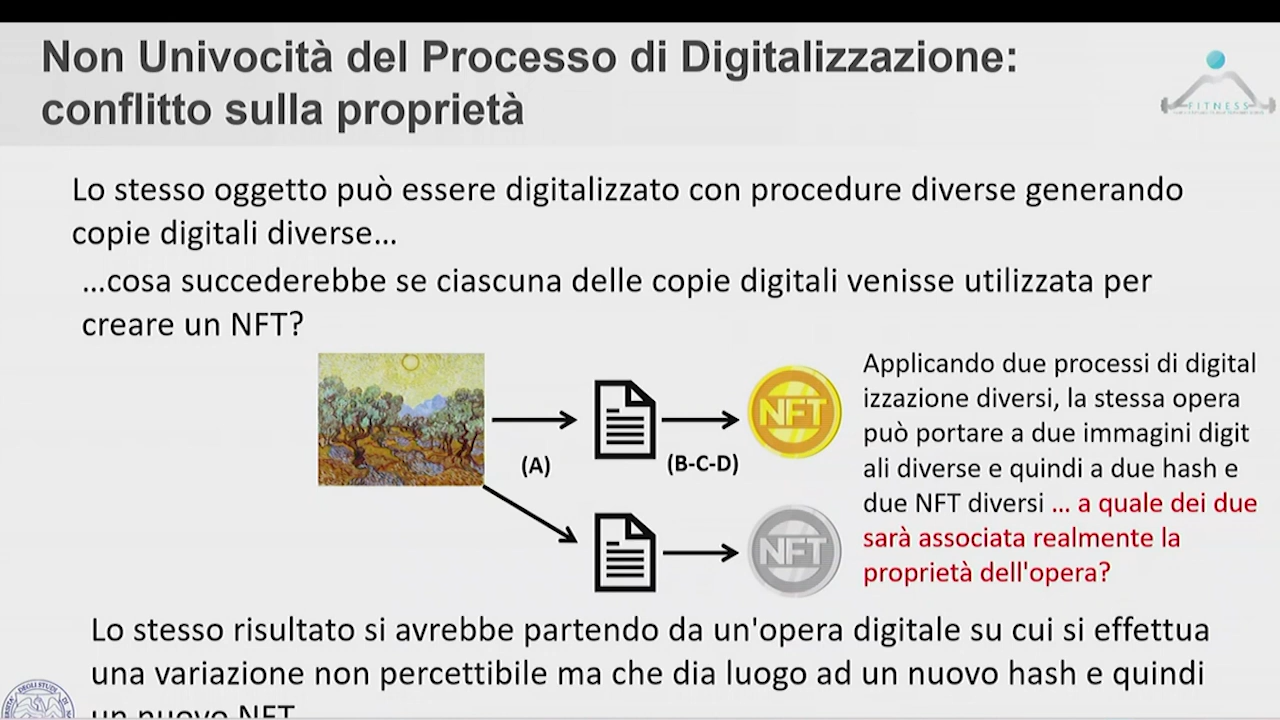 Non Univocità del Processo di Digitalizzazione:
conflitto sulla proprietà
FITNESS
Lo stesso oggetto può essere digitalizzato con procedure diverse generando
copie digitali diverse…
…cosa succederebbe se ciascuna delle copie digitali venisse utilizzata per
creare un NFT?
(A)
(B-C-D)
NFT
Applicando due processi di digital
izzazione diversi, la stessa opera
può portare a due immagini digit
ali diverse e quindi a due hash e
due NFT diversi … a quale dei due
sarà associata realmente la
proprietà dell'opera?
NFT
Lo stesso risultato si avrebbe partendo da un'opera digitale su cui si effettua
una variazione non percettibile ma che dia luogo ad un nuovo hash e quindi
un nuovo NFT
DEGLI STUDI